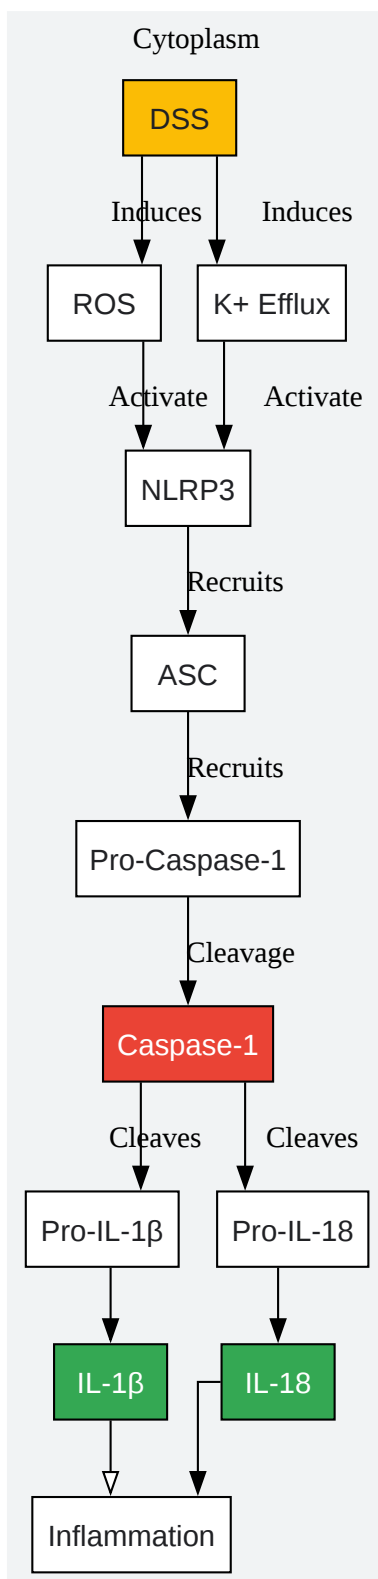 Cytoplasm
DSS
Induces
Induces
ROS
K+ Efflux
Activate
Activate
NLRP3
Recruits
ASC
Recruits
Pro-Caspase-1
Cleavage
Caspase-1
Cleaves
Cleaves
Pro-IL-1β
Pro-IL-18
IL-1β
IL-18
Inflammation